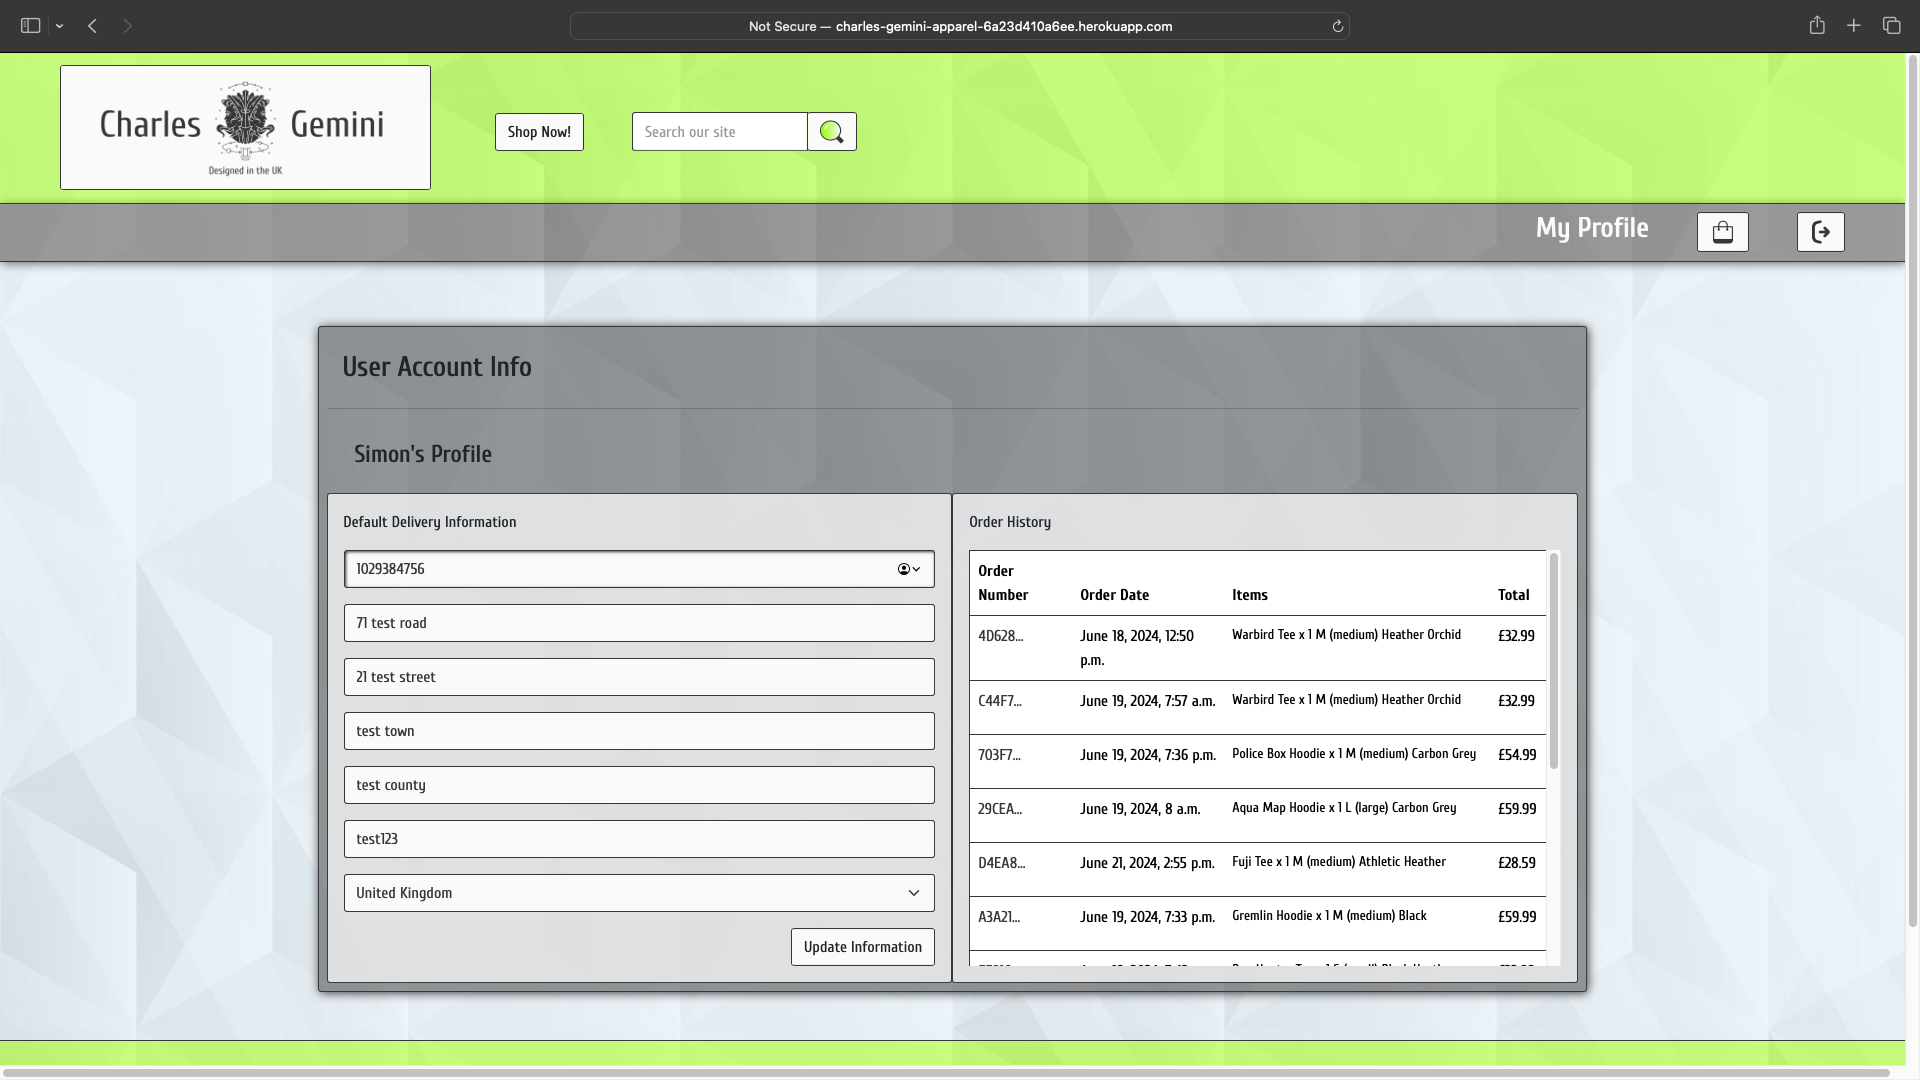 Not Secure — charles-gemini-apparel-6a23d410a6ee.herokuapp.com
Charles Gemini
Designed in the UK
Shop Now!
Search our site
My Profile
User Account Info
Simon's Profile
Default Delivery Information
1029384756
71 test road
21 test street
test town
test county
test123
United Kingdom
Update Information
Order History
Order Number Order Date Items Total
4D628... June 18, 2024, 12:50 p.m. Warbird Tee x 1 M (medium) Heather Orchid £32.99
C44F7... June 19, 2024, 7:57 a.m. Warbird Tee x 1 M (medium) Heather Orchid £32.99
703F7... June 19, 2024, 7:36 p.m. Police Box Hoodie x 1 M (medium) Carbon Grey £54.99
29CEA... June 19, 2024, 8 a.m. Aqua Map Hoodie x 1 L (large) Carbon Grey £59.99
D4EA8... June 21, 2024, 2:55 p.m. Fuji Tee x 1 M (medium) Athletic Heather £28.59
A3A21... June 19, 2024, 7:33 p.m. Gremlin Hoodie x 1 M (medium) Black £59.99